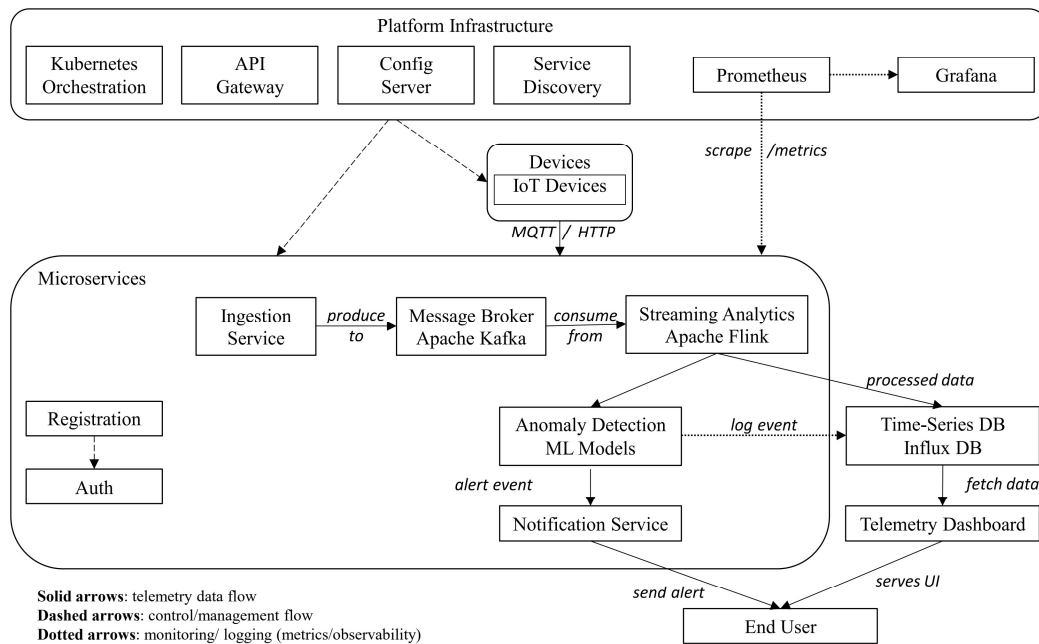 Platform Infrastructure
Kubernetes
Orchestration
API
Gateway
Config
Server
Service
Discovery
Prometheus
Grafana
scrape /metrics
Devices
IoT Devices
MQTT / HTTP
Microservices
Ingestion
Service
produce
to
Message Broker
Apache Kafka
consume
from
Streaming Analytics
Apache Flink
processed data
Registration
Auth
Anomaly Detection
ML Models
log event
Time-Series DB
Influx DB
alert event
fetch data
Notification Service
Telemetry Dashboard
send alert
serves UI
End User
Solid arrows: telemetry data flow
Dashed arrows: control/management flow
Dotted arrows: monitoring/ logging (metrics/observability)